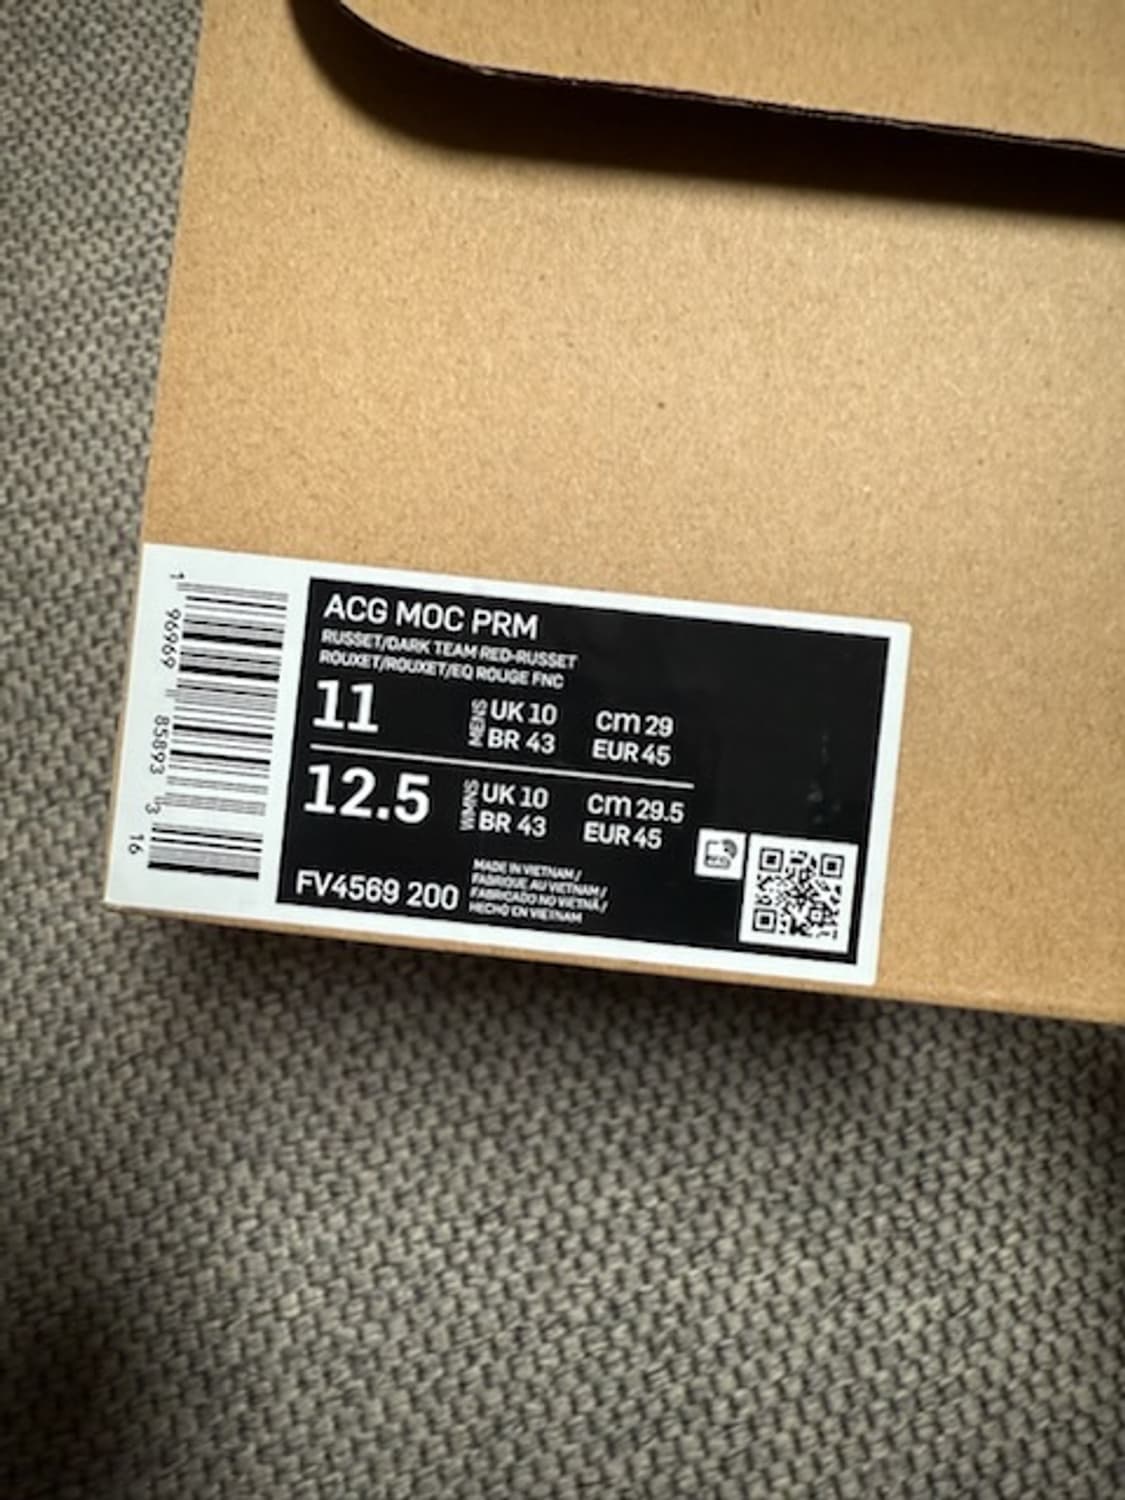 ACG MOC PRM
RUSSET/DARK TEAM RED-RUSSET
ROUXET/ROUXET/EQ ROUGE FNC
11
MENS
UK 10
cm 29
BR 43
EUR 45
12.5
WMNS
UK 10
cm 29.5
BR 43
EUR 45
FV4569 200
MADE IN VIETNAM/
FABRIQUE AU VIETNAM/
FABRICADO NO VIETNÃ/
HECHO EN VIETNAM
1 96969 85893 3 16